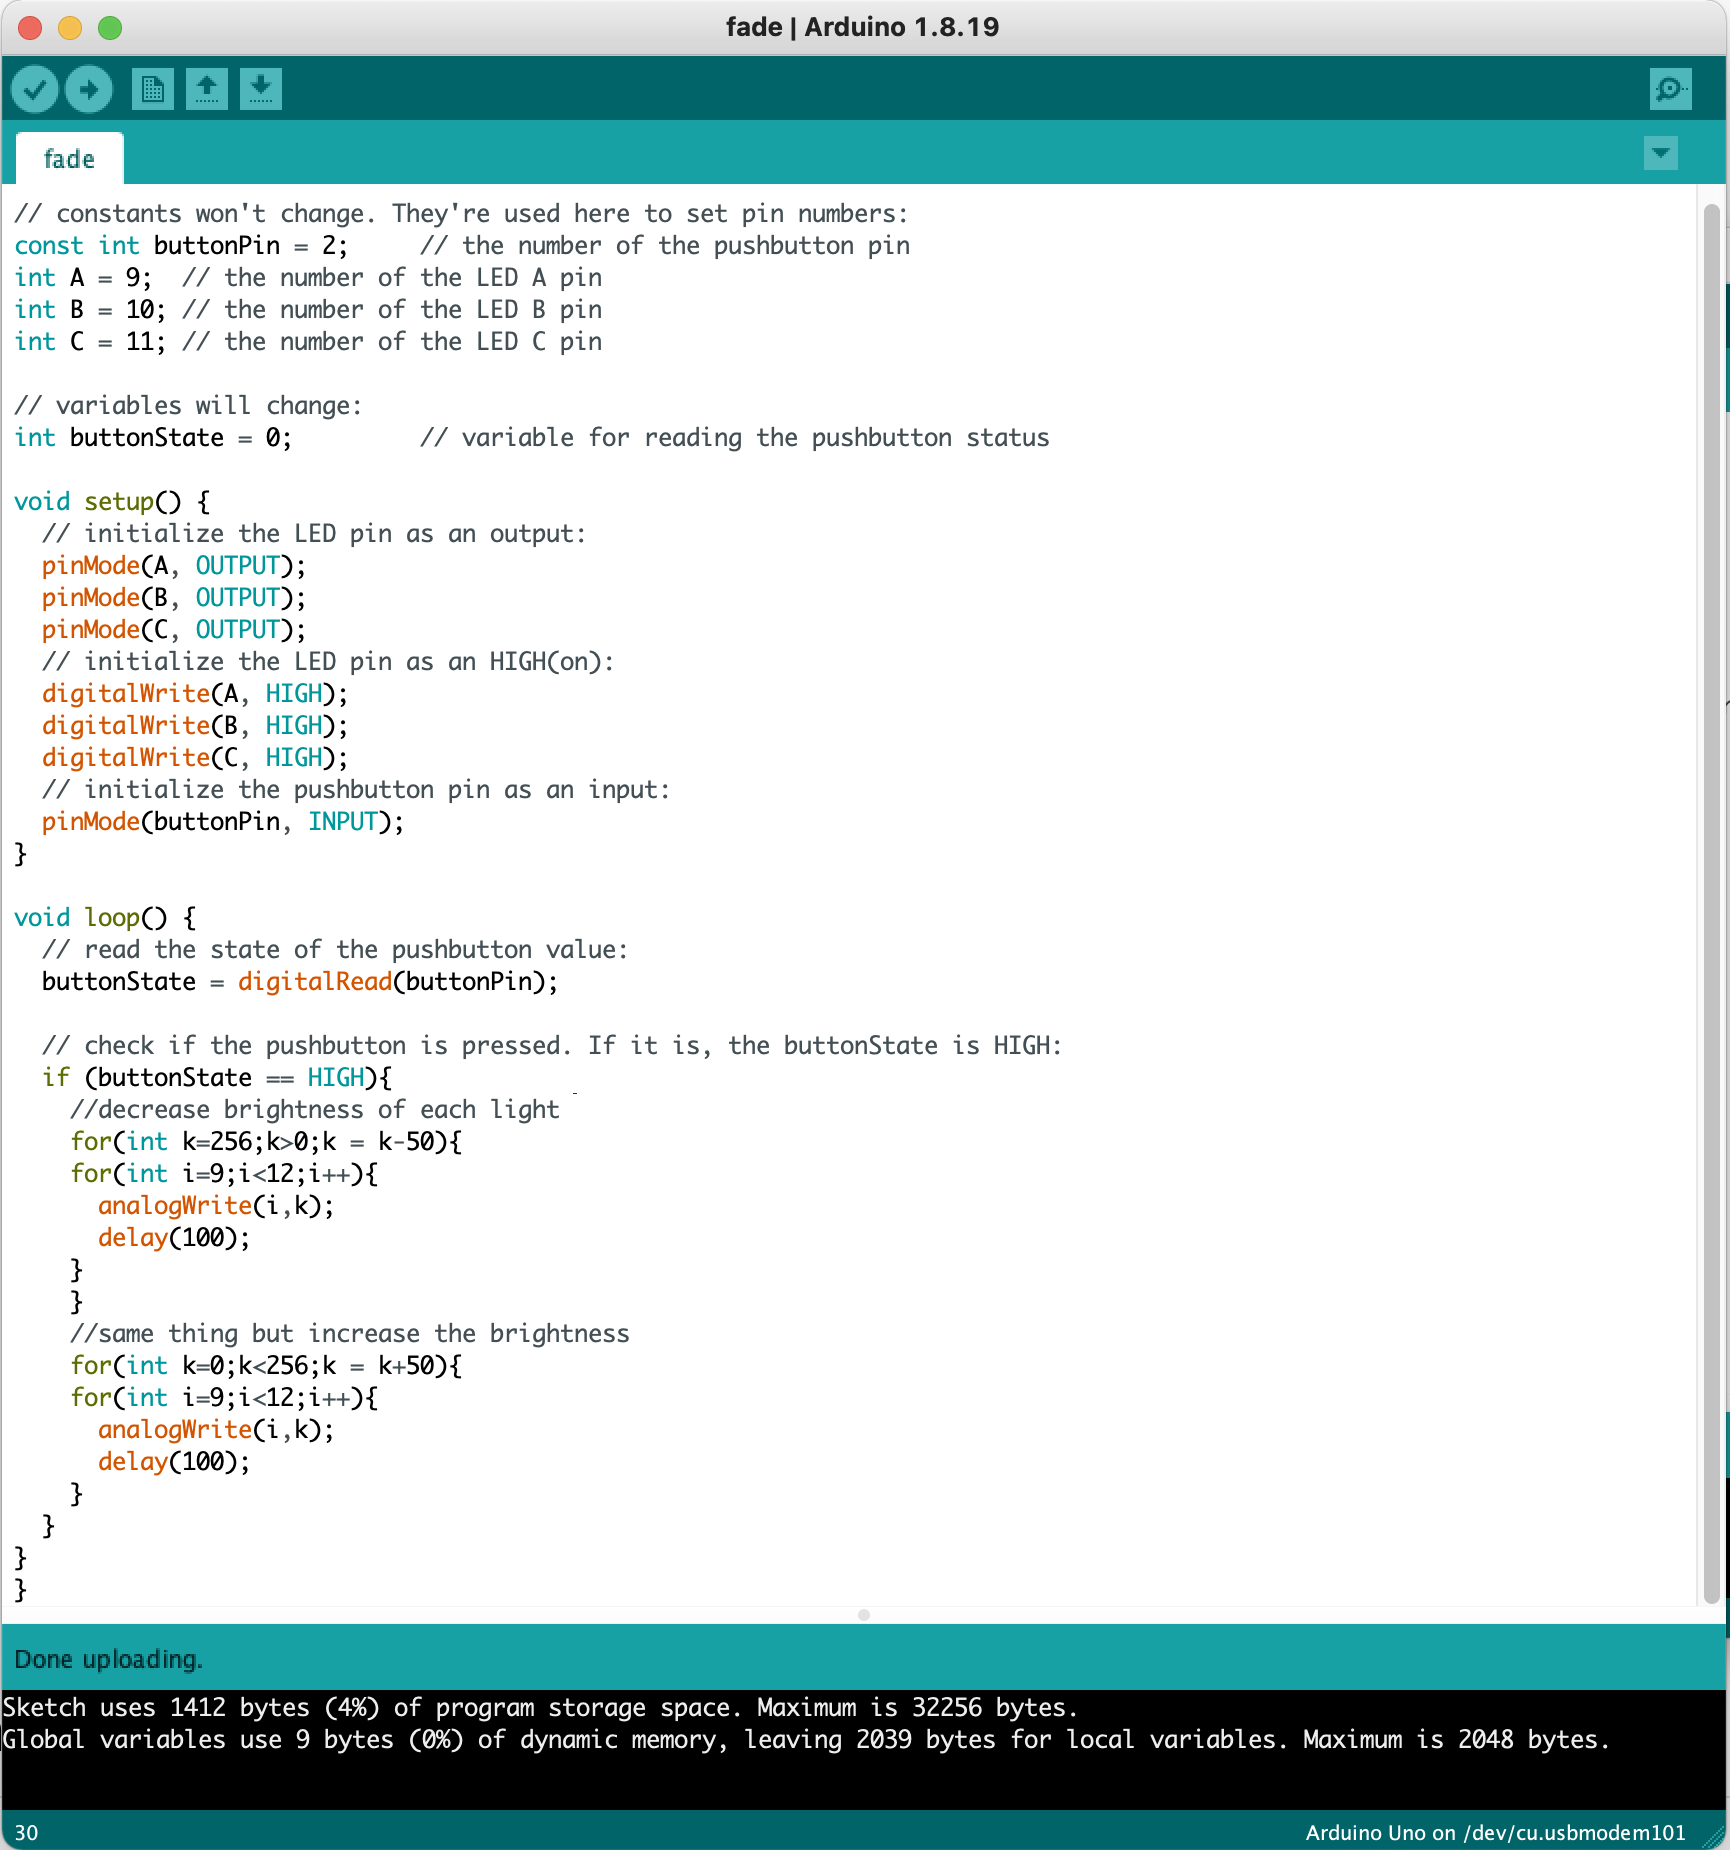 fade | Arduino 1.8.19
fade
// constants won't change. They're used here to set pin numbers:
const int buttonPin = 2;     // the number of the pushbutton pin
int A = 9;  // the number of the LED A pin
int B = 10; // the number of the LED B pin
int C = 11; // the number of the LED C pin
// variables will change:
int buttonState = 0;         // variable for reading the pushbutton status
void setup() {
  // initialize the LED pin as an output:
  pinMode(A, OUTPUT);
  pinMode(B, OUTPUT);
  pinMode(C, OUTPUT);
  // initialize the LED pin as an HIGH(on):
  digitalWrite(A, HIGH);
  digitalWrite(B, HIGH);
  digitalWrite(C, HIGH);
  // initialize the pushbutton pin as an input:
  pinMode(buttonPin, INPUT);
}
void loop() {
  // read the state of the pushbutton value:
  buttonState = digitalRead(buttonPin);
  // check if the pushbutton is pressed. If it is, the buttonState is HIGH:
  if (buttonState == HIGH){
    //decrease brightness of each light
    for(int k=256;k>0;k = k-50){
    for(int i=9;i<12;i++){
      analogWrite(i,k);
      delay(100);
    }
    }
    //same thing but increase the brightness
    for(int k=0;k<256;k = k+50){
    for(int i=9;i<12;i++){
      analogWrite(i,k);
      delay(100);
    }
  }
}
}
Done uploading.
Sketch uses 1412 bytes (4%) of program storage space. Maximum is 32256 bytes.
Global variables use 9 bytes (0%) of dynamic memory, leaving 2039 bytes for local variables. Maximum is 2048 bytes.
30
Arduino Uno on /dev/cu.usbmodem101